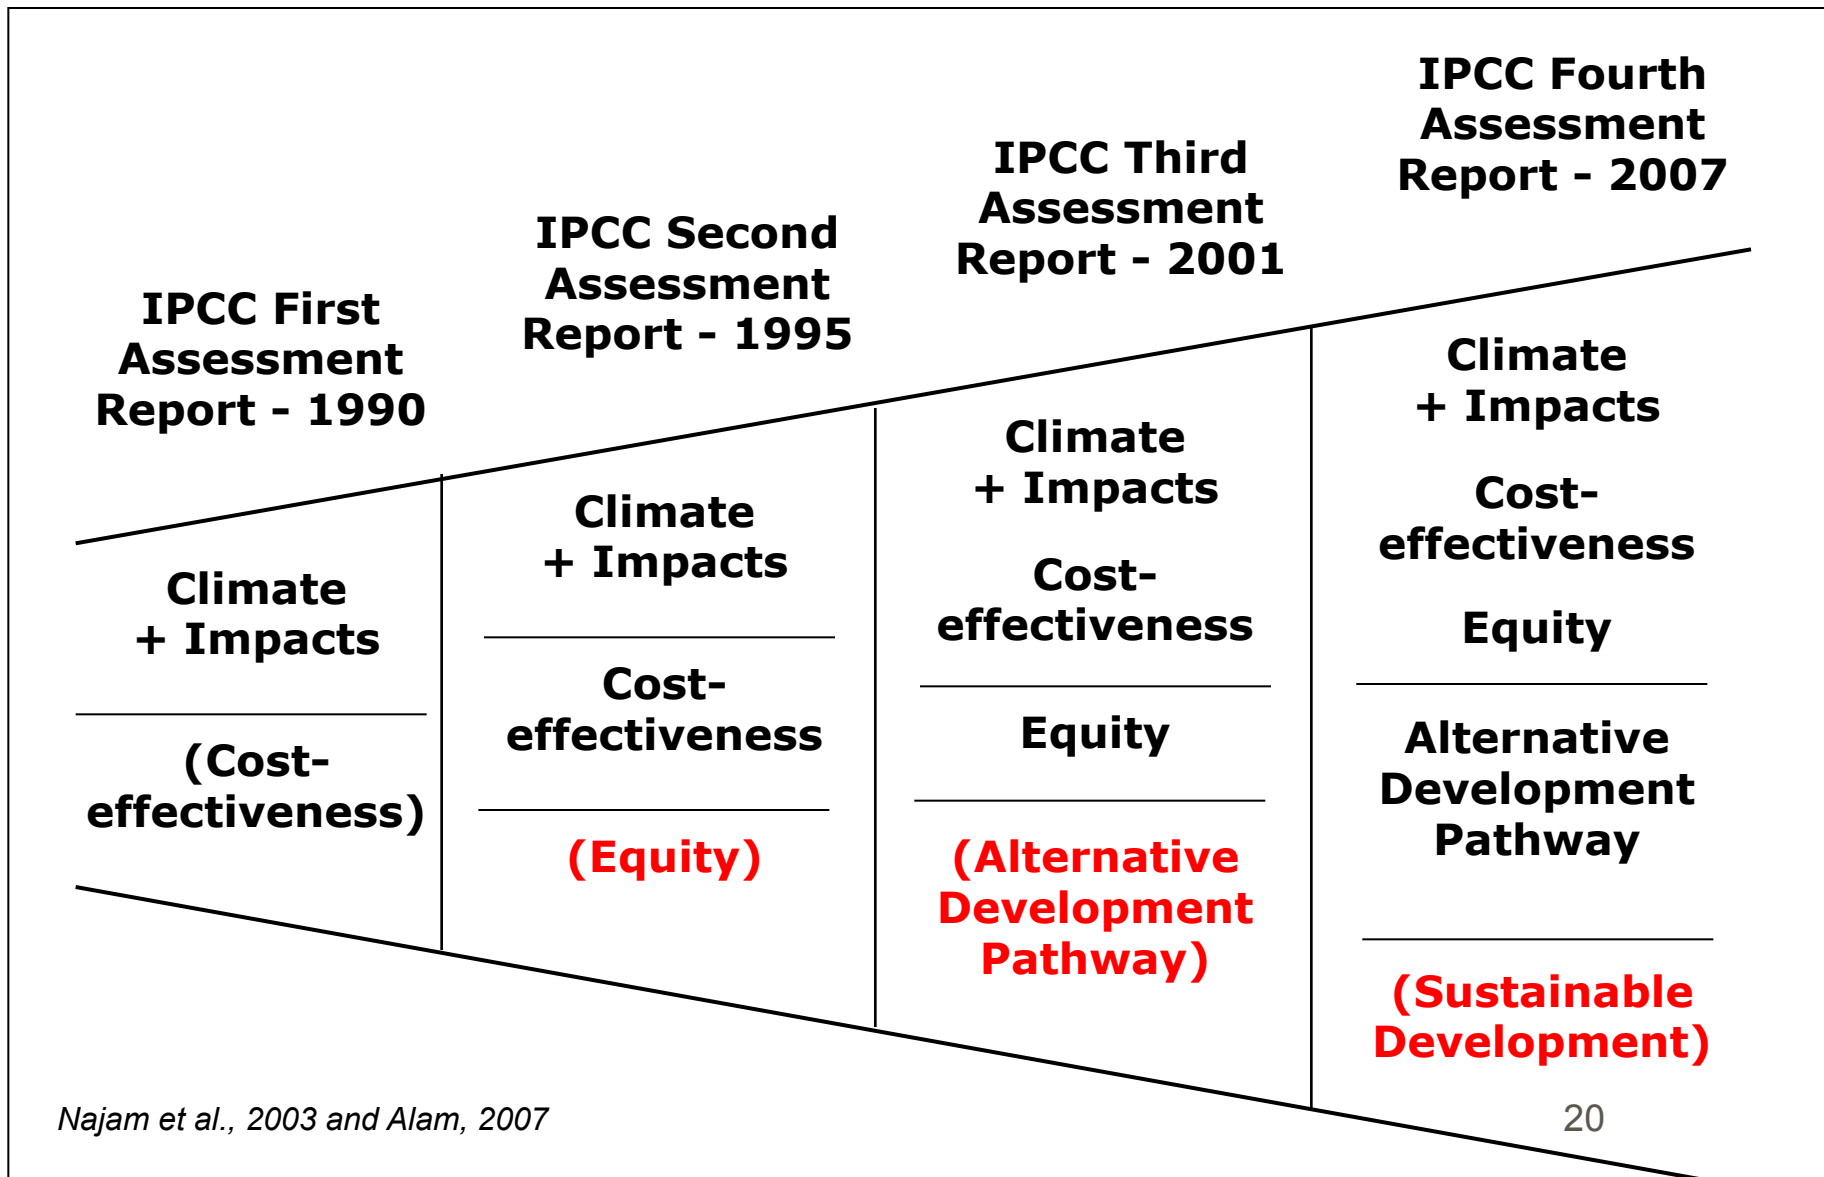 IPCC First
Assessment
Report - 1990
Climate
+ Impacts
(Cost-
effectiveness)
IPCC Second
Assessment
Report - 1995
Climate
+ Impacts
Cost-
effectiveness
(Equity)
IPCC Third
Assessment
Report - 2001
Climate
+ Impacts
Cost-
effectiveness
Equity
(Alternative
Development
Pathway)
IPCC Fourth
Assessment
Report - 2007
Climate
+ Impacts
Cost-
effectiveness
Equity
Alternative
Development
Pathway
(Sustainable
Development)
Najam et al., 2003 and Alam, 2007
20